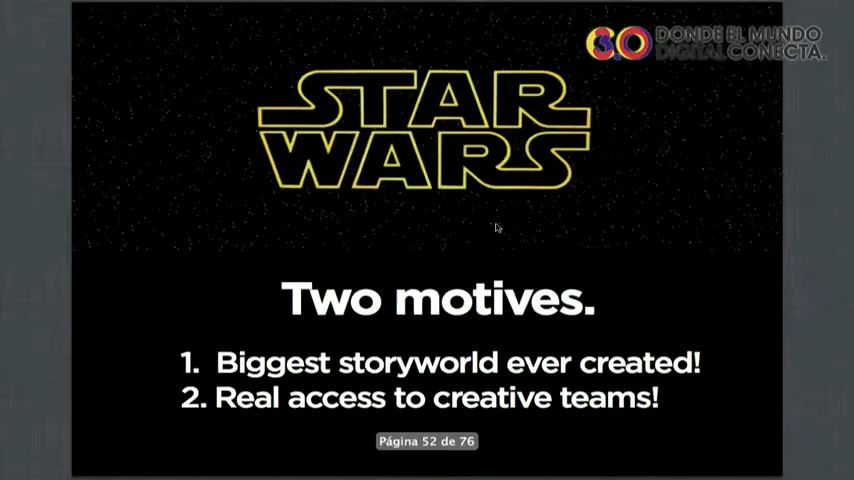 8.0 DONDE EL MUNDO
DIGITAL CONECTA.
STAR
WARS
Two motives.
1. Biggest storyworld ever created!
2. Real access to creative teams!
Página 52 de 76